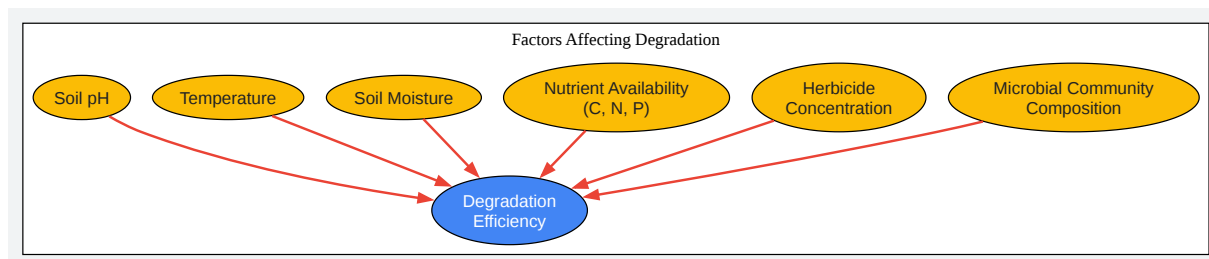 Factors Affecting Degradation
Soil pH
Temperature
Soil Moisture
Nutrient Availability
(C, N, P)
Herbicide
Concentration
Microbial Community
Composition
Degradation
Efficiency